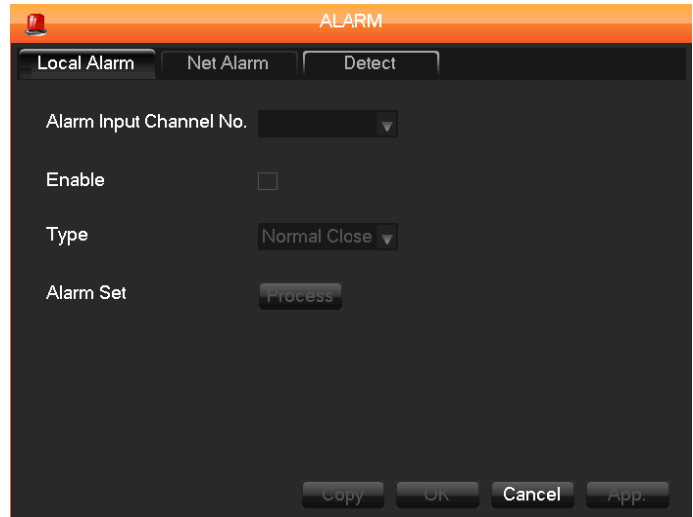 ALARM
Local Alarm Net Alarm Detect
Alarm Input Channel No.
Enable
Type Normal Close
Alarm Set Process
Copy OK Cancel App.